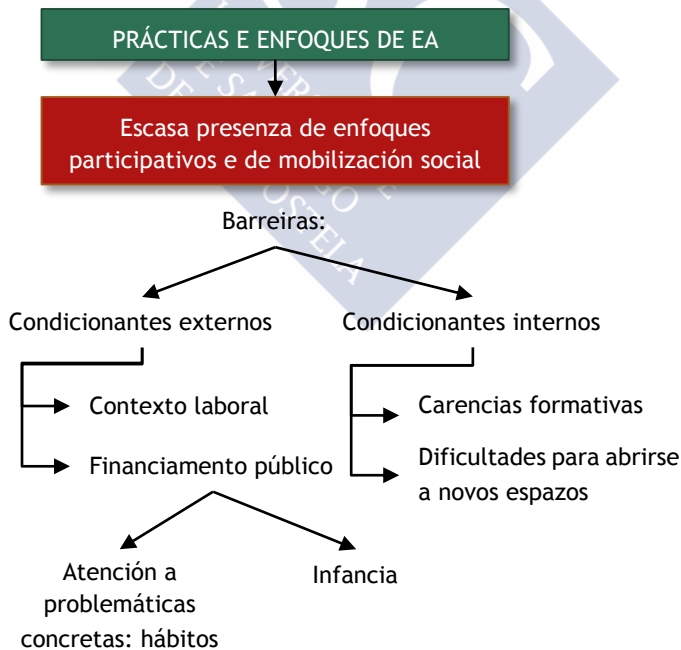 PRÁCTICAS E ENFOQUES DE EA
Escasa presenza de enfoques
participativos e de mobilización social
Barreiras:
Condicionantes externos
Condicionantes internos
Contexto laboral
Carencias formativas
Financiamento público
Dificultades para abrirse
a novos espazos
Atención a
problemáticas
concretas: hábitos
Infancia